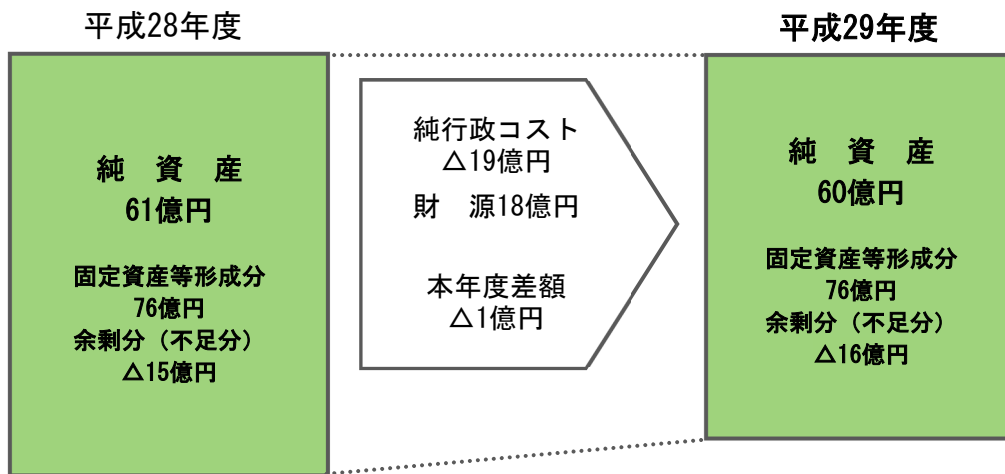 平成28年度
純　資　産
61億円
固定資産等形成分
76億円
余剰分（不足分）
△15億円
純行政コスト
△19億円
財　源18億円
本年度差額
△1億円
平成29年度
純　資　産
60億円
固定資産等形成分
76億円
余剰分（不足分）
△16億円